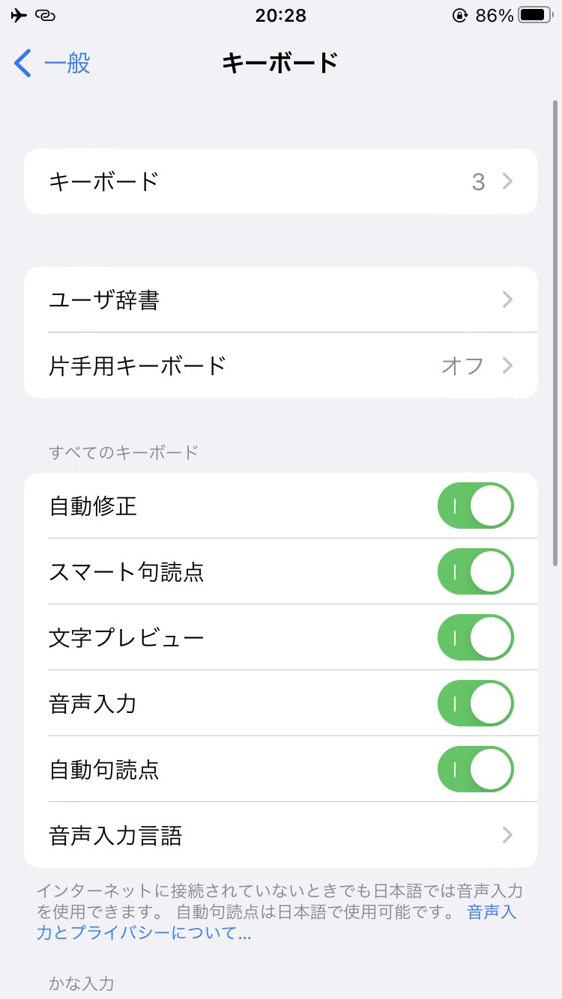 20:28
86%
一般
キーボード
キーボード 3
ユーザ辞書
片手用キーボード オフ
すべてのキーボード
自動修正
スマート句読点
文字プレビュー
音声入力
自動句読点
音声入力言語
インターネットに接続されていないときでも日本語では音声入力
を使用できます。 自動句読点は日本語で使用可能です。 音声入
力とプライバシーについて...
かな入力